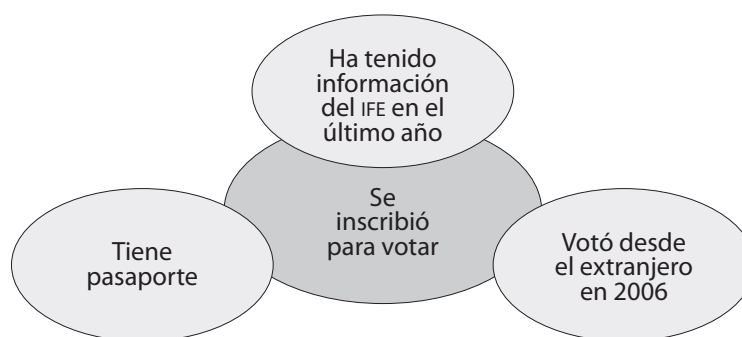 Ha tenido
información
del IFE en el
último año
Se
inscribió
para votar
Tiene
pasaporte
Votó desde
el extranjero
en 2006